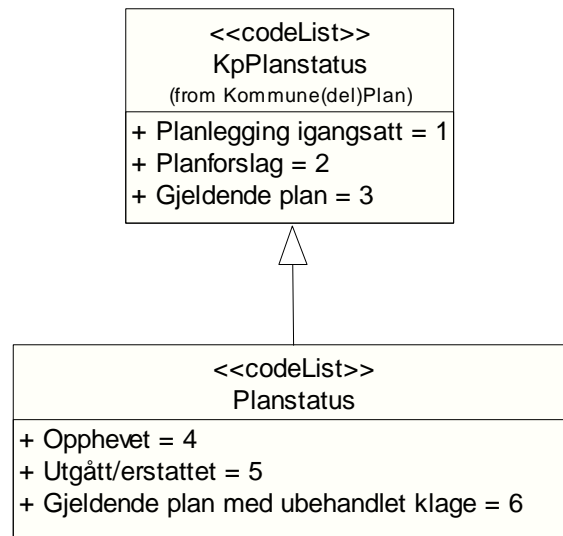 <<codeList>>
KpPlanstatus
(from Kommune(del)Plan)
+ Planlegging igangsatt = 1
+ Planforslag = 2
+ Gjeldende plan = 3
<<codeList>>
Planstatus
+ Opphevet = 4
+ Utgått/erstattet = 5
+ Gjeldende plan med ubehandlet klage = 6